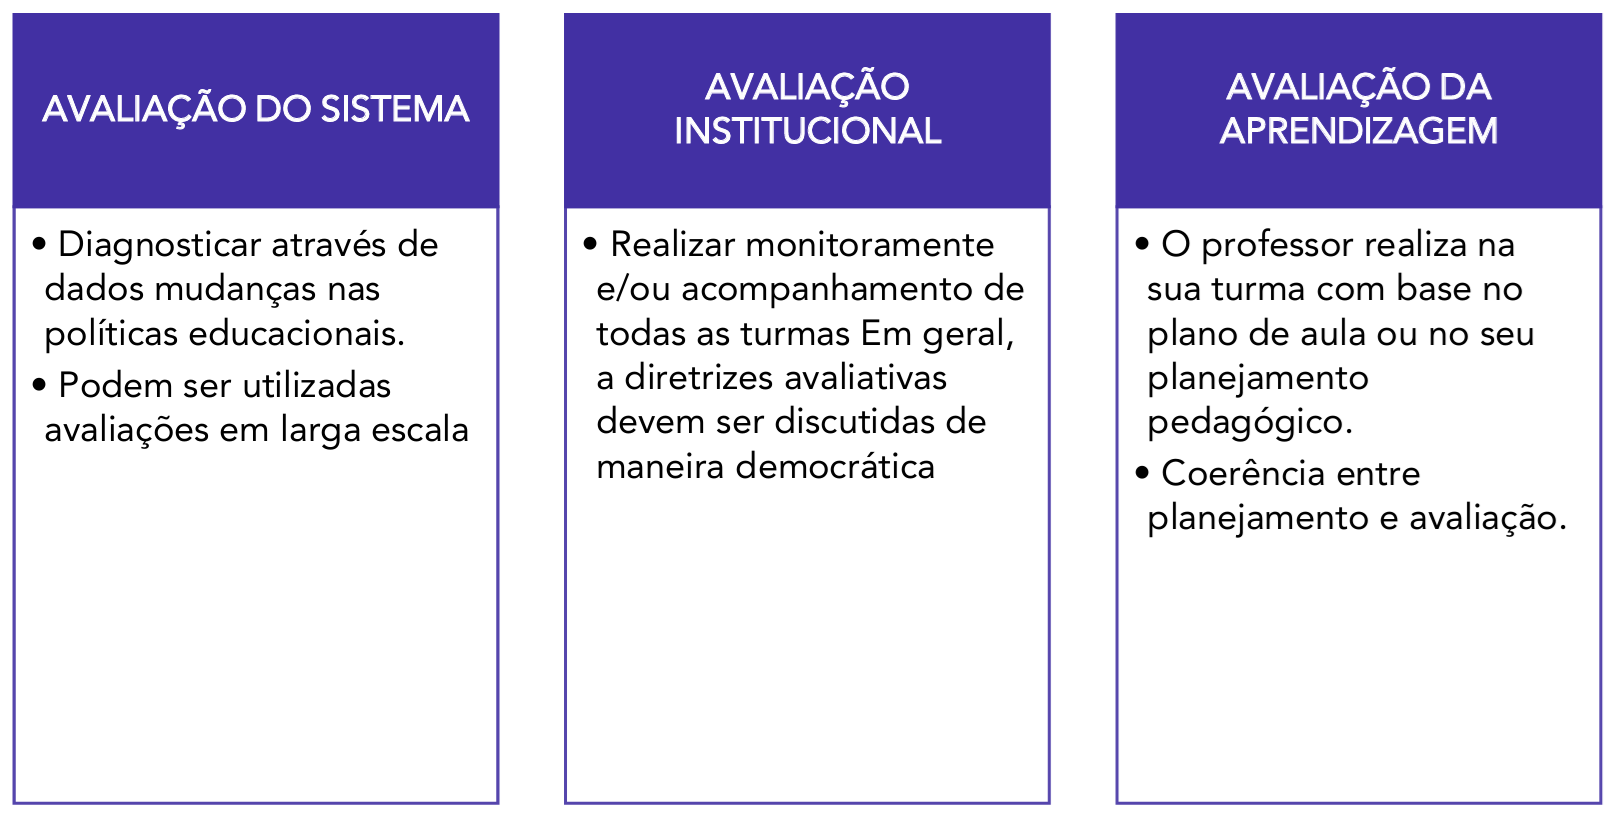 AVALIAÇÃO DO SISTEMA
• Diagnosticar através de
dados mudanças nas
políticas educacionais.
• Podem ser utilizadas
avaliações em larga escala
AVALIAÇÃO
INSTITUCIONAL
• Realizar monitoramente
e/ou acompanhamento de
todas as turmas Em geral,
a diretrizes avaliativas
devem ser discutidas de
maneira democrática
AVALIAÇÃO DA
APRENDIZAGEM
• O professor realiza na
sua turma com base no
plano de aula ou no seu
planejamento
pedagógico.
• Coerência entre
planejamento e avaliação.